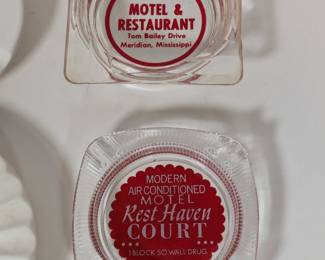 MOTEL &
RESTAURANT
Tom Bailey Drive
Meridian, Mississippi
MODERN
AIR CONDITIONED
MOTEL
Rest Haven
COURT
1 BLOCK SO. WALL DRUG